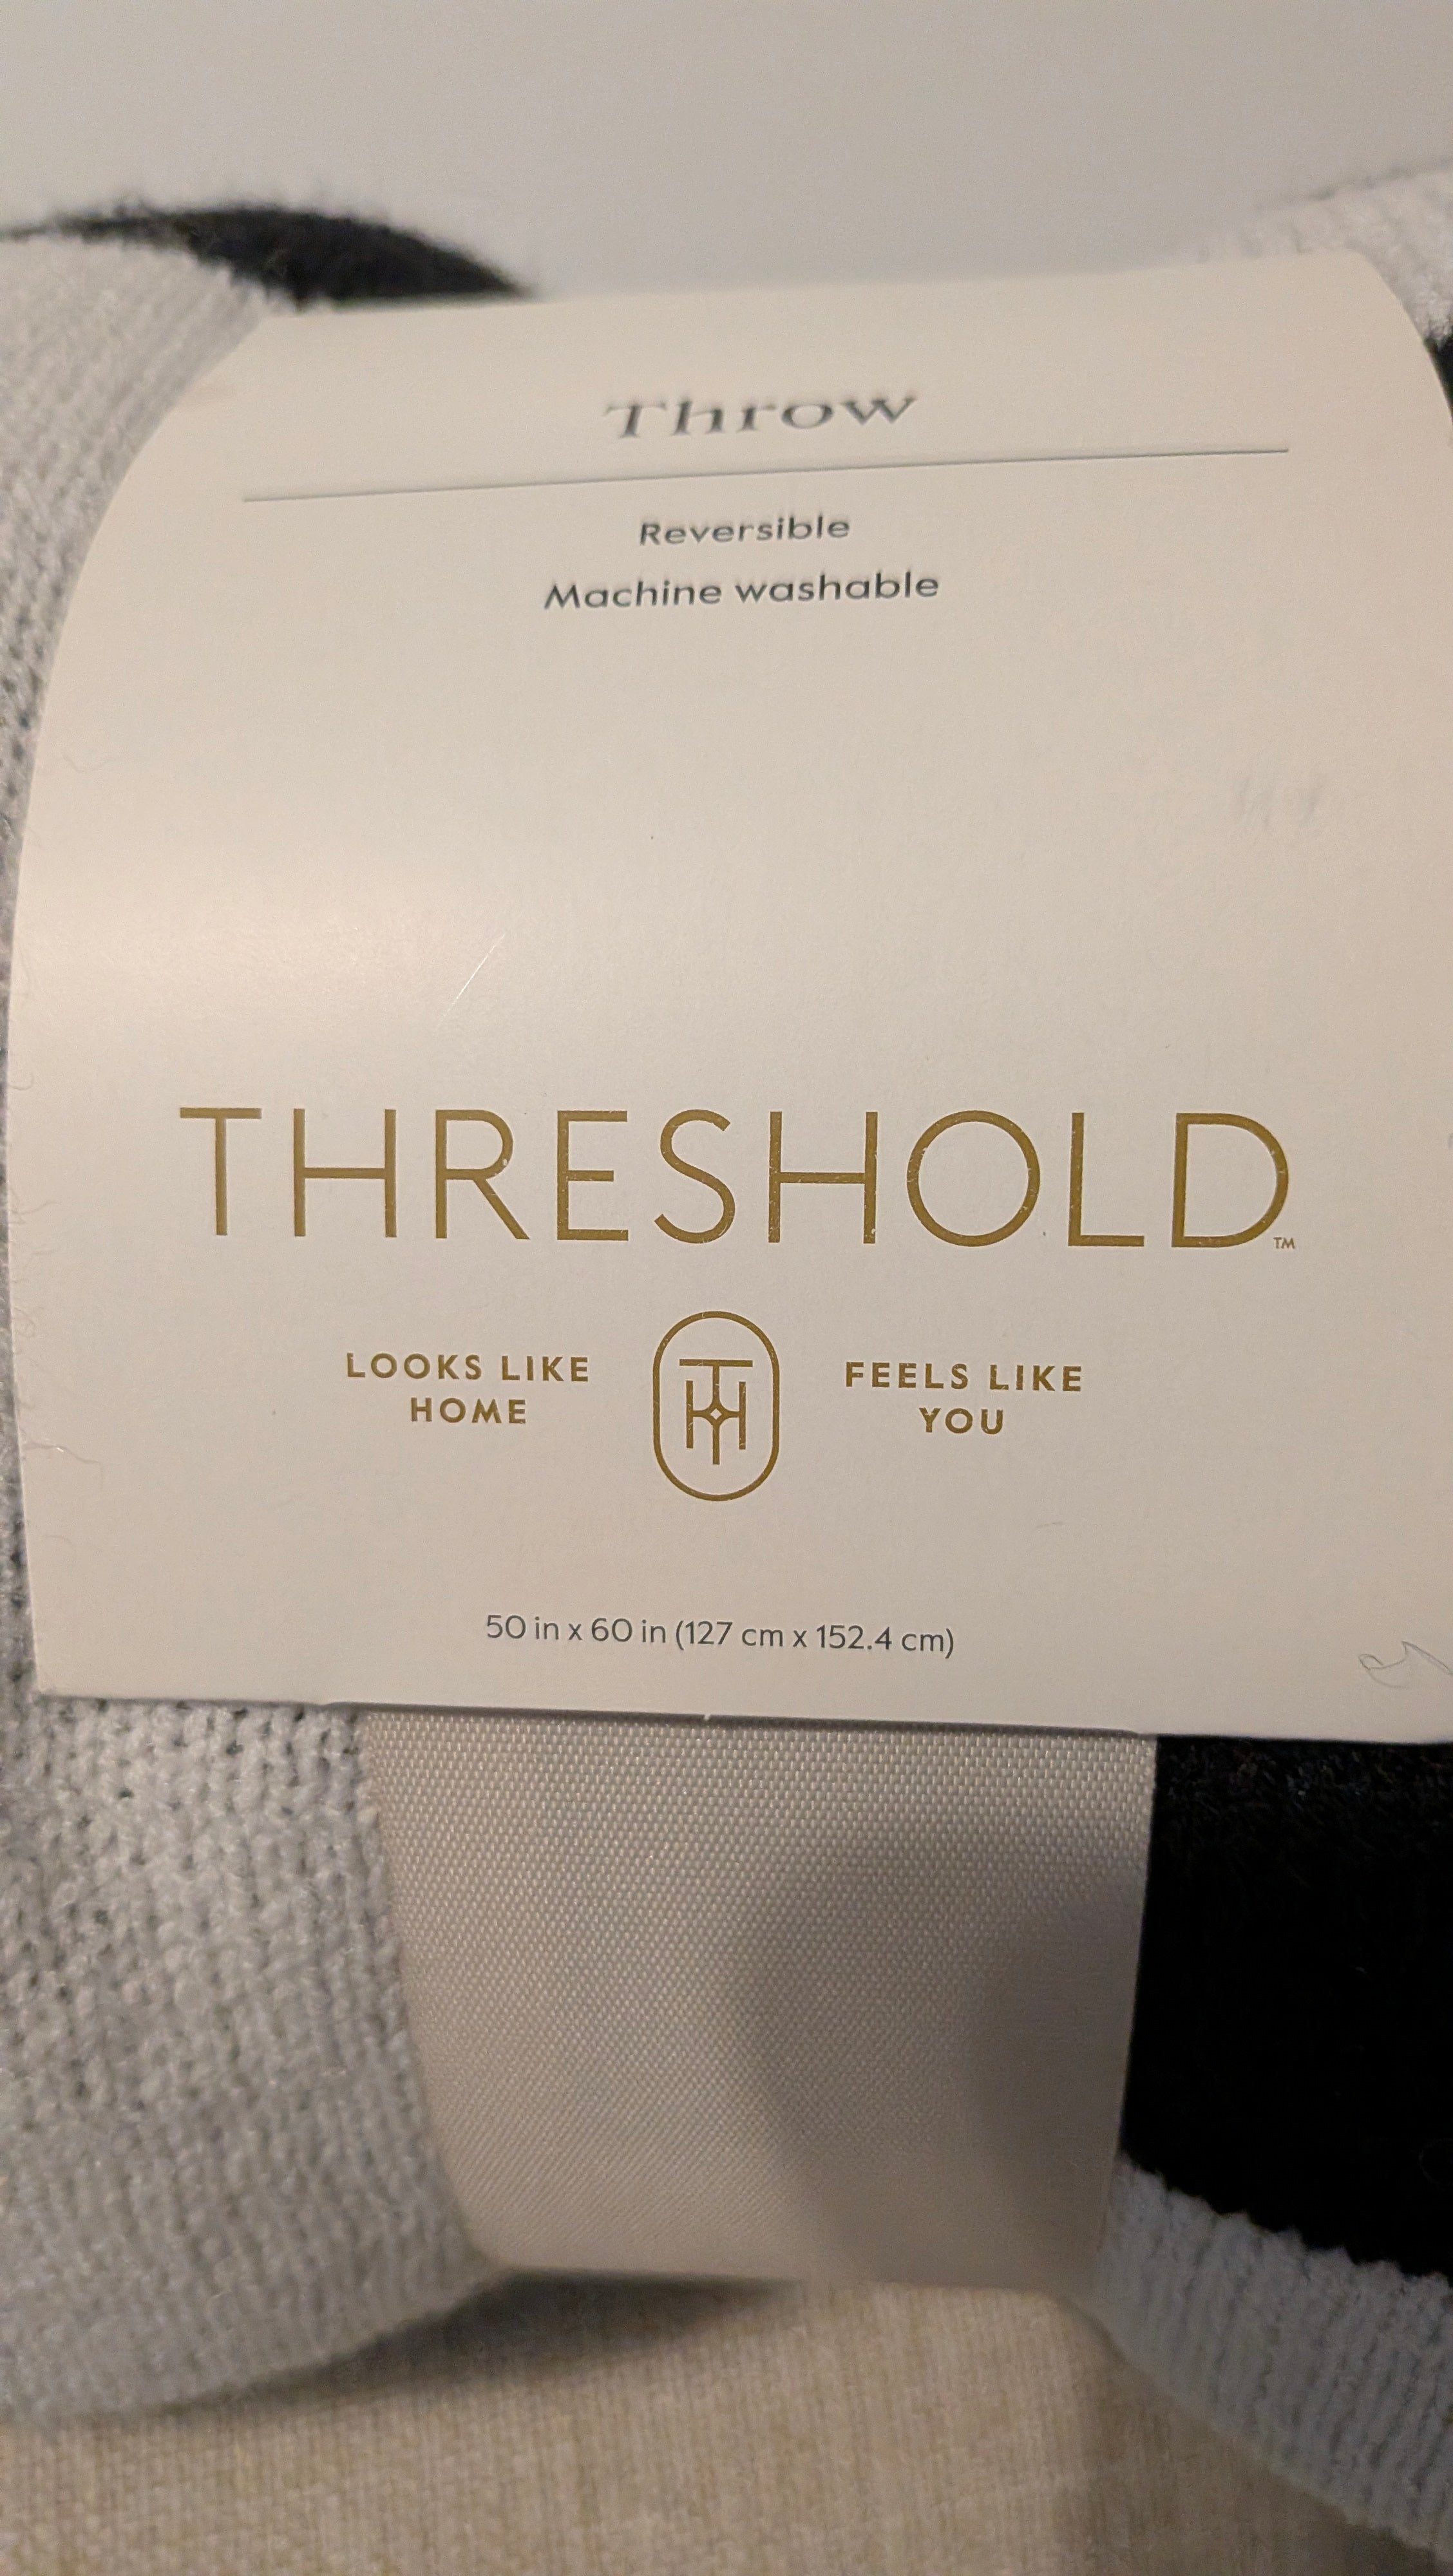 Throw
Reversible
Machine washable
THRESHOLD™
LOOKS LIKE
HOME
FEELS LIKE
YOU
50 in x 60 in (127 cm x 152.4 cm)